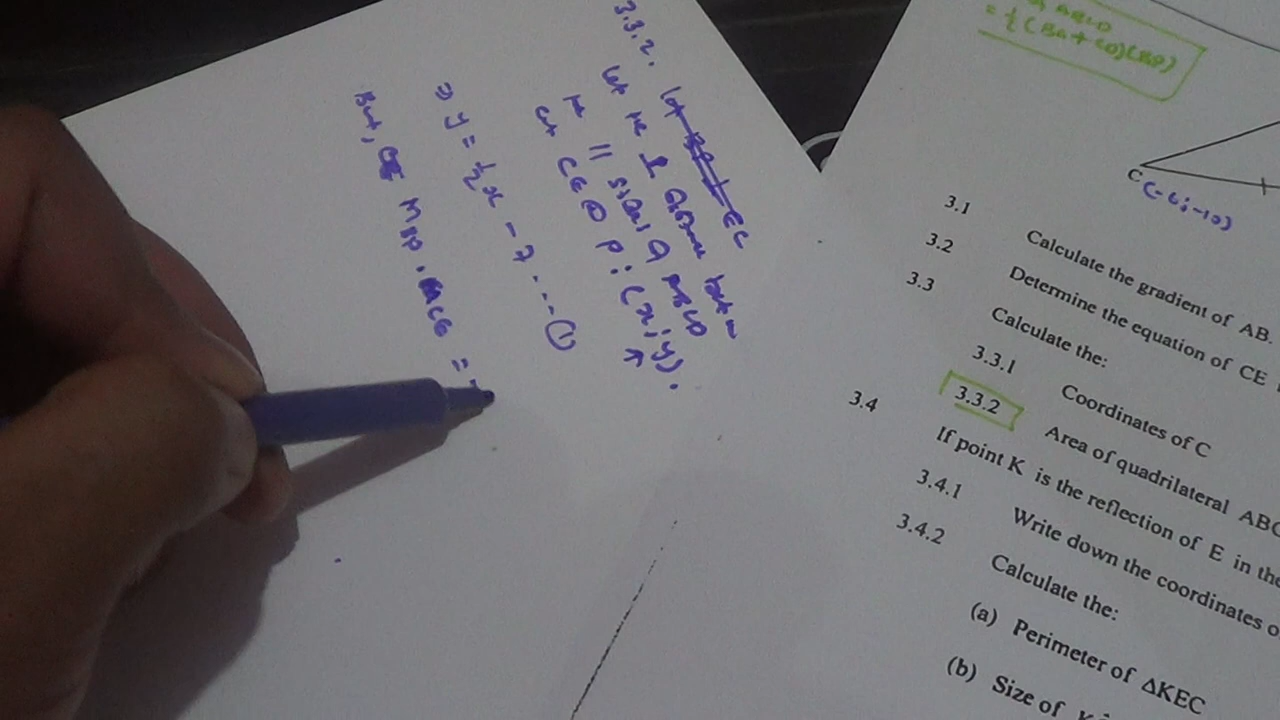 3.3.2.
Let the ⊥ distance betw
the || sides of ABCD
cut CE @ P: (x; y).
⇒ y = ½x - 7 ... ①
But, M_BP . M_CE = -
= ½(BA + CD)(BP)
C
(-6; -10)
3.1 Calculate the gradient of AB.
3.2 Determine the equation of CE
3.3 Calculate the:
3.3.1 Coordinates of C
3.3.2 Area of quadrilateral ABC
3.4 If point K is the reflection of E in the
3.4.1 Write down the coordinates o
3.4.2 Calculate the:
(a) Perimeter of ΔKEC
(b) Size of